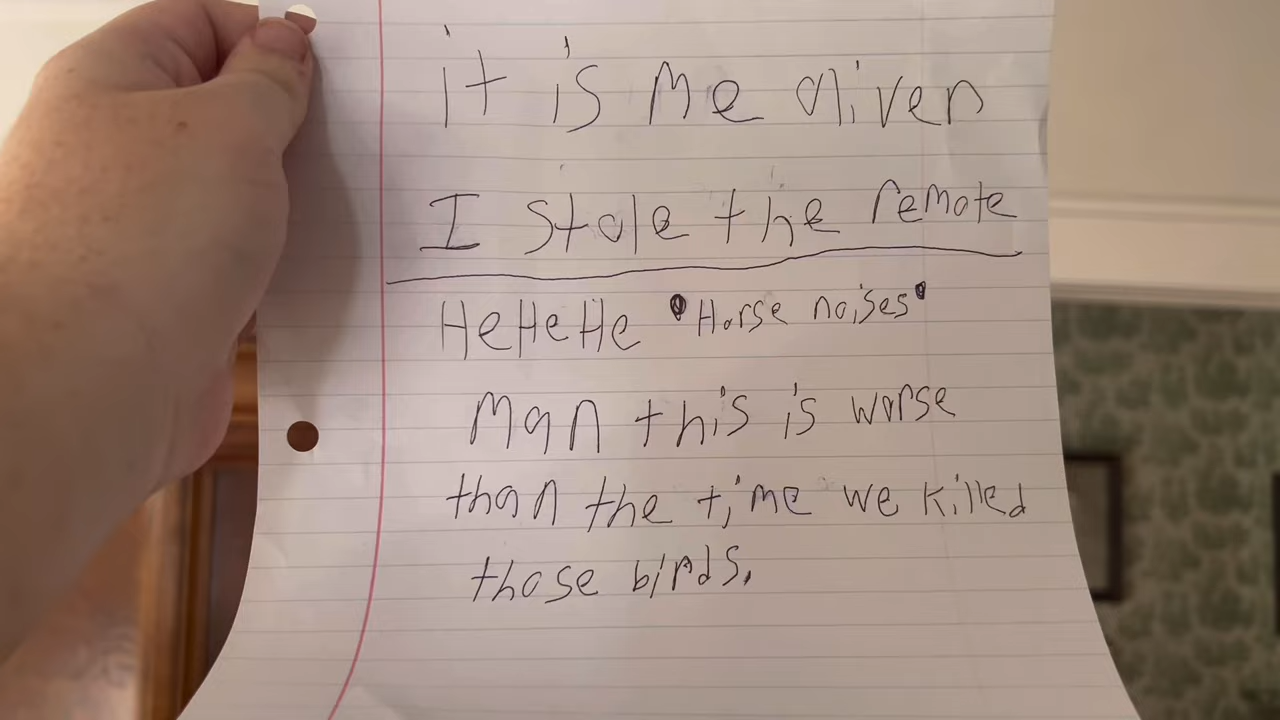 it is me oliver
I stole the remote
HeHeHe •Horse noises•
Man this is worse
than the time we killed
those birds.